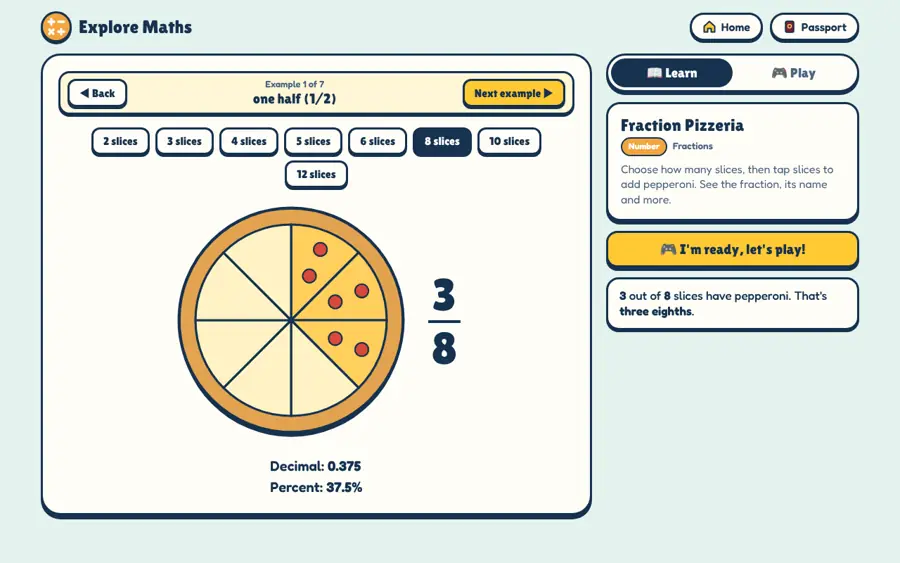 Explore Maths
Home
Passport
◀ Back
Example 1 of 7
one half (1/2)
Next example ▶
2 slices
3 slices
4 slices
5 slices
6 slices
8 slices
10 slices
12 slices
3
8
Decimal: 0.375
Percent: 37.5%
Learn
Play
Fraction Pizzeria
Number
Fractions
Choose how many slices, then tap slices to
add pepperoni. See the fraction, its name
and more.
I'm ready, let's play!
3 out of 8 slices have pepperoni. That's
three eighths.